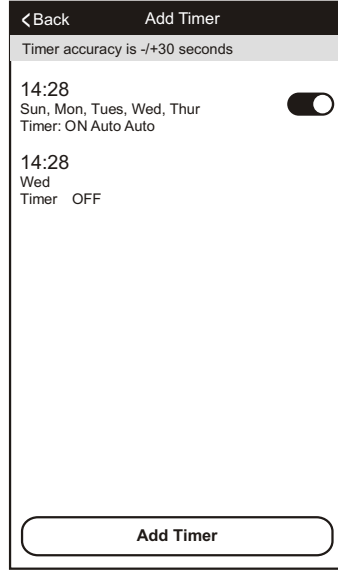 Back Add Timer
Timer accuracy is -/+30 seconds
14:28
Sun, Mon, Tues, Wed, Thur
Timer: ON Auto Auto
14:28
Wed
Timer OFF
Add Timer